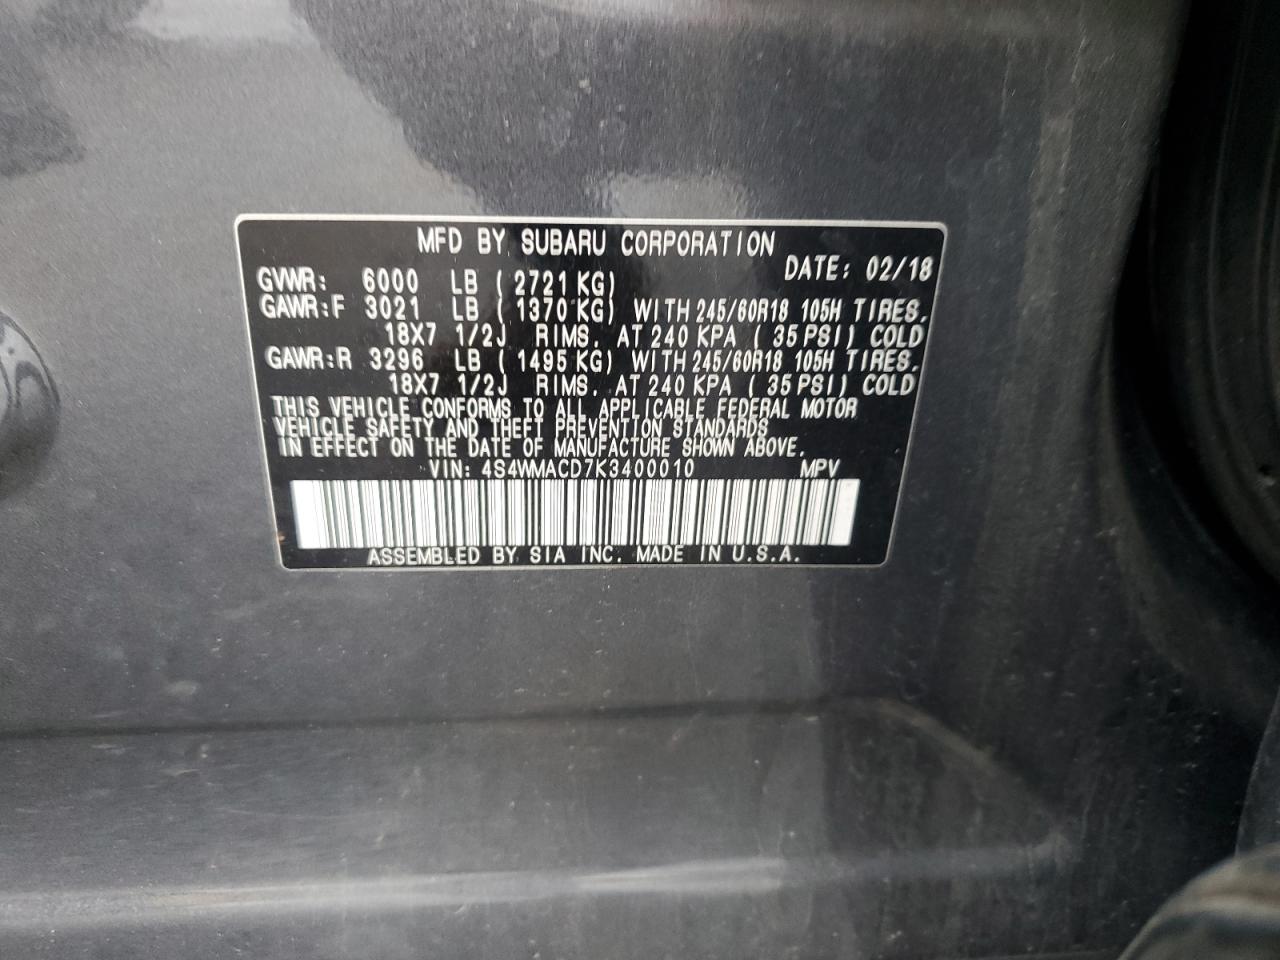 MFD BY SUBARU CORPORATION
DATE: 02/18
GVWR: 6000 LB ( 2721 KG)
GAWR:F 3021 LB ( 1370 KG) WITH 245/60R18 105H TIRES,
18X7 1/2J RIMS, AT 240 KPA ( 35 PSI) COLD
GAWR:R 3296 LB ( 1495 KG) WITH 245/60R18 105H TIRES,
18X7 1/2J RIMS, AT 240 KPA ( 35 PSI) COLD
THIS VEHICLE CONFORMS TO ALL APPLICABLE FEDERAL MOTOR
VEHICLE SAFETY AND THEFT PREVENTION STANDARDS
IN EFFECT ON THE DATE OF MANUFACTURE SHOWN ABOVE.
VIN: 4S4WMACD7K3400010 MPV
ASSEMBLED BY SIA INC. MADE IN U.S.A.